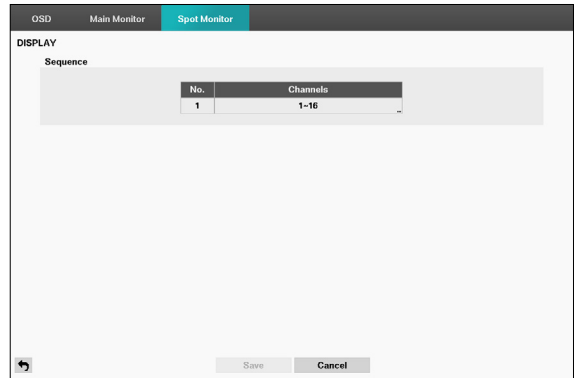 OSD Main Monitor Spot Monitor
DISPLAY
Sequence
No. Channels
1 1~16 ...
Save Cancel